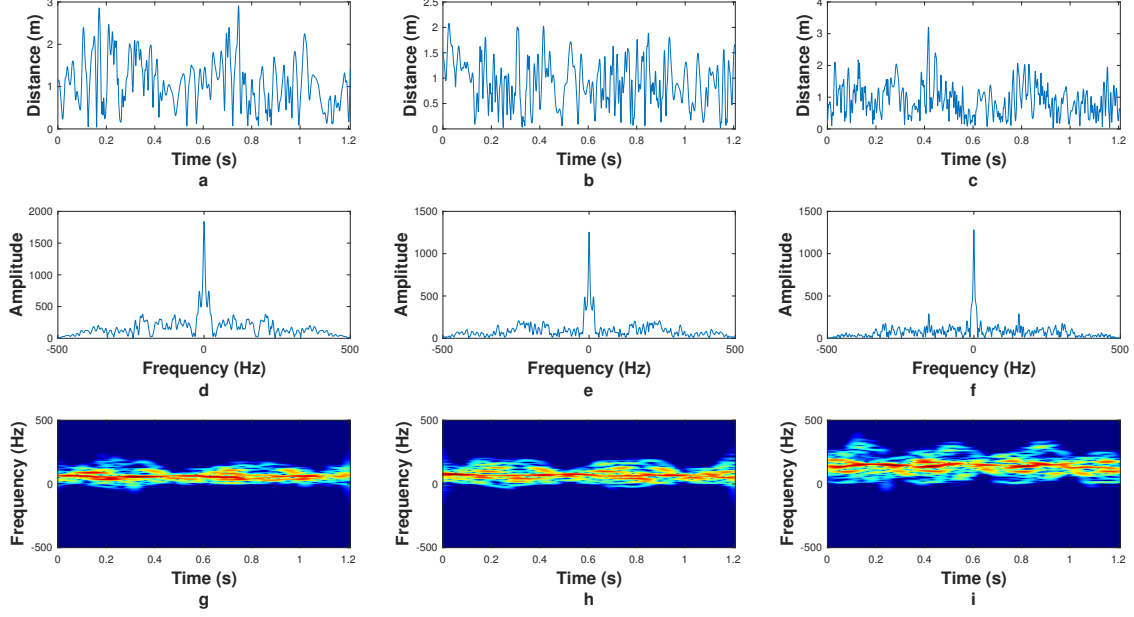 3
2
1
0
Distance (m)
0 0.2 0.4 0.6 0.8 1 1.2
Time (s)
a
2.5
2
1.5
1
0.5
0
Distance (m)
0 0.2 0.4 0.6 0.8 1 1.2
Time (s)
b
4
3
2
1
0
Distance (m)
0 0.2 0.4 0.6 0.8 1 1.2
Time (s)
c
2000
1500
1000
500
0
Amplitude
-500 0 500
Frequency (Hz)
d
1500
1000
500
0
Amplitude
-500 0 500
Frequency (Hz)
e
1500
1000
500
0
Amplitude
-500 0 500
Frequency (Hz)
f
500
0
-500
Frequency (Hz)
0 0.2 0.4 0.6 0.8 1 1.2
Time (s)
g
500
0
-500
Frequency (Hz)
0 0.2 0.4 0.6 0.8 1 1.2
Time (s)
h
500
0
-500
Frequency (Hz)
0 0.2 0.4 0.6 0.8 1 1.2
Time (s)
i